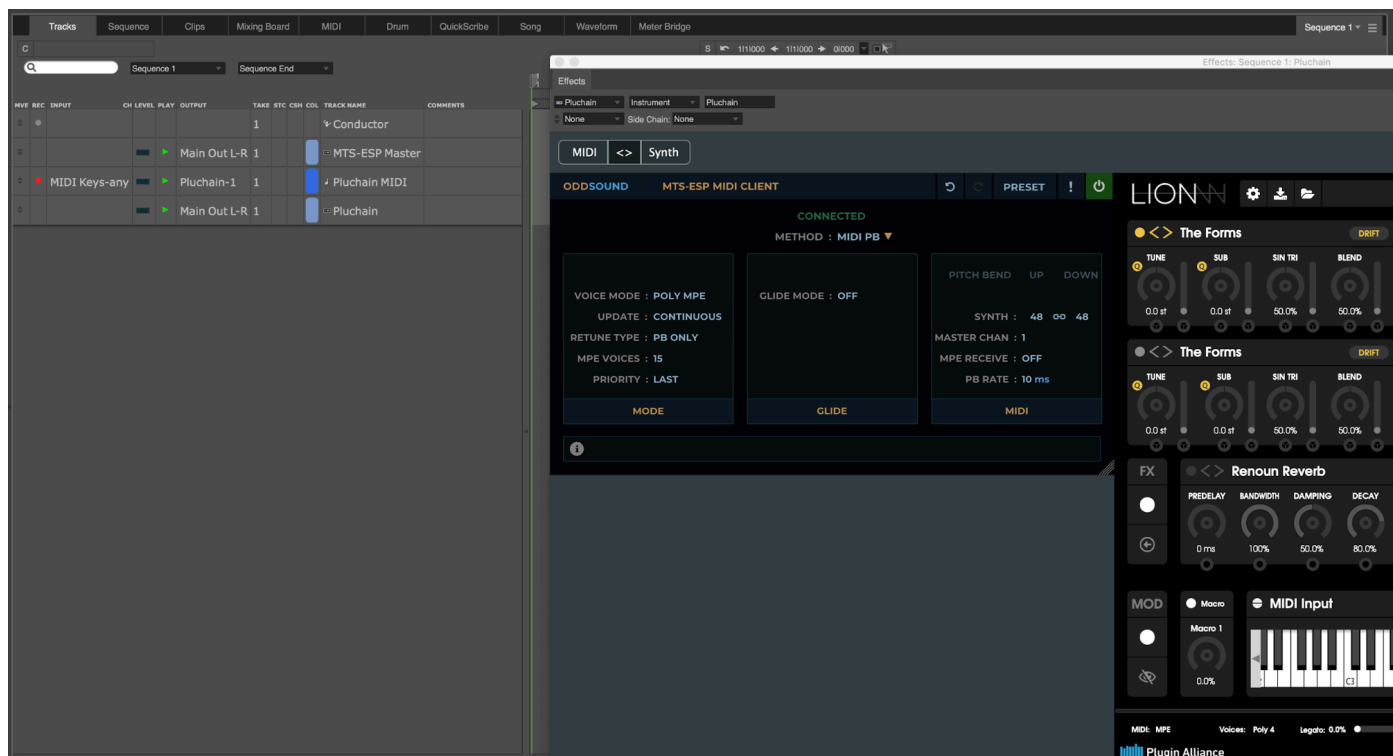 Tracks Sequence Clips Mixing Board MIDI Drum QuickScribe Song Waveform Meter Bridge Sequence 1
C
S 1|1|000 1|1|000 0|000
Sequence 1 Sequence End
Effects: Sequence 1: Pluchain
Effects
Pluchain Instrument Pluchain
None Side Chain: None
MVE REC INPUT CH LEVEL PLAY OUTPUT TAKE STC CSH COL TRACK NAME COMMENTS
1 Conductor
Main Out L-R 1 MTS-ESP Master
MIDI Keys-any Pluchain-1 1 Pluchain MIDI
Main Out L-R 1 Pluchain
MIDI <> Synth
ODDSOUND MTS-ESP MIDI CLIENT PRESET !
CONNECTED
METHOD : MIDI PB
VOICE MODE : POLY MPE
UPDATE : CONTINUOUS
RETUNE TYPE : PB ONLY
MPE VOICES : 15
PRIORITY : LAST
MODE
GLIDE MODE : OFF
GLIDE
PITCH BEND UP DOWN
SYNTH : 48 48
MASTER CHAN : 1
MPE RECEIVE : OFF
PB RATE : 10 ms
MIDI
LION
<> The Forms DRIFT
TUNE SUB SIN TRI BLEND
Q Q
0.0 st 0.0 st 50.0% 50.0%
<> The Forms DRIFT
TUNE SUB SIN TRI BLEND
Q Q
0.0 st 0.0 st 50.0% 50.0%
FX <> Renoun Reverb
PREDELAY BANDWIDTH DAMPING DECAY
0 ms 100% 50.0% 80.0%
MOD Macro MIDI Input
Macro 1
0.0%
C3
MIDI: MPE Voices: Poly 4 Legato: 0.0%
Plugin Alliance